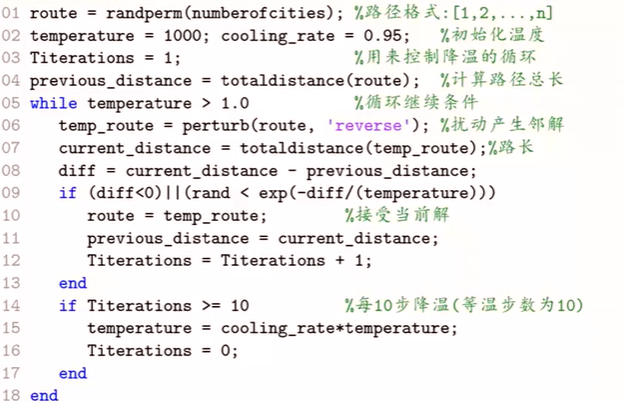 01 route = randperm(numberofcities); %路径格式:[1,2,...,n]
02 temperature = 1000; cooling_rate = 0.95; %初始化温度
03 Titerations = 1; %用来控制降温的循环
04 previous_distance = totaldistance(route); %计算路径总长
05 while temperature > 1.0 %循环继续条件
06 temp_route = perturb(route, 'reverse'); %扰动产生邻解
07 current_distance = totaldistance(temp_route);%路长
08 diff = current_distance - previous_distance;
09 if (diff<0)||(rand < exp(-diff/(temperature)))
10 route = temp_route; %接受当前解
11 previous_distance = current_distance;
12 Titerations = Titerations + 1;
13 end
14 if Titerations >= 10 %每10步降温(等温步数为10)
15 temperature = cooling_rate*temperature;
16 Titerations = 0;
17 end
18 end